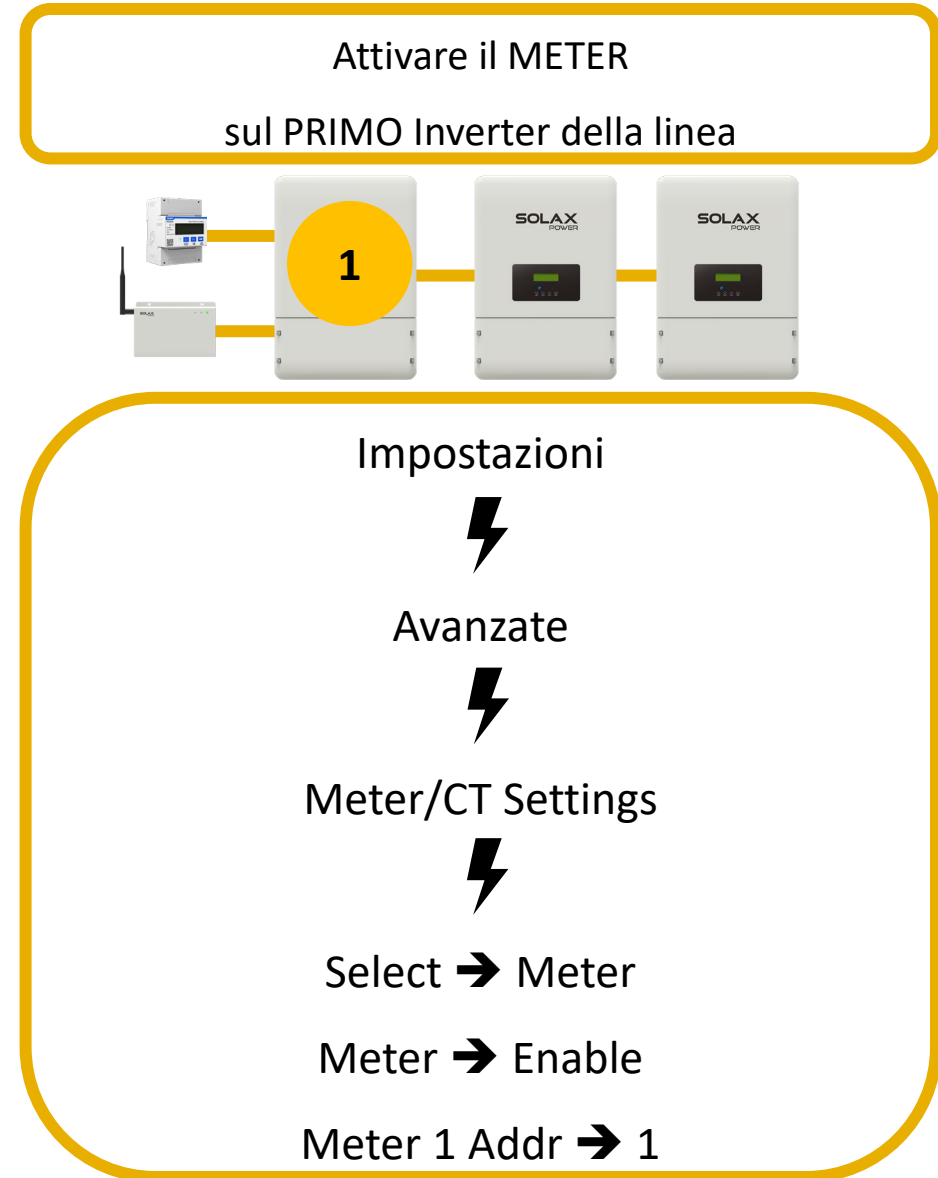 Attivare il METER
sul PRIMO Inverter della linea
1
SOLAX
POWER
SOLAX
POWER
SOLAX
Impostazioni
Avanzate
Meter/CT Settings
Select ➔ Meter
Meter ➔ Enable
Meter 1 Addr ➔ 1